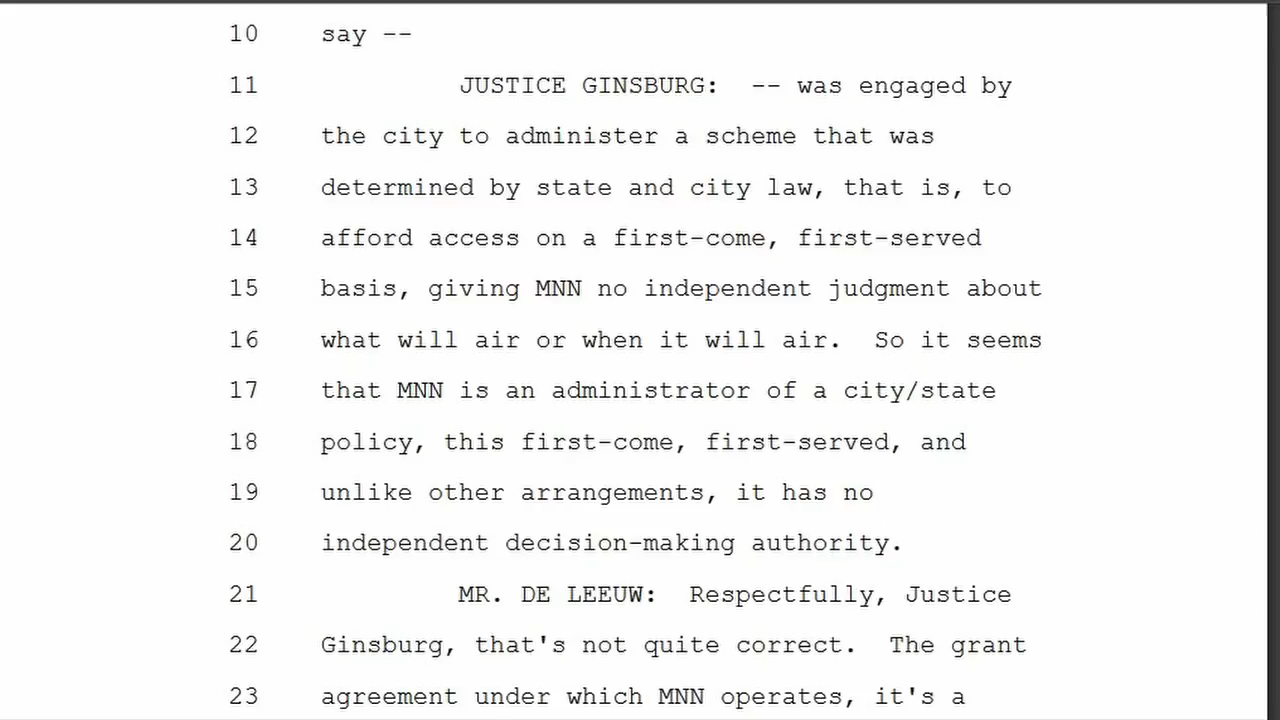 10 say --
11 JUSTICE GINSBURG: -- was engaged by
12 the city to administer a scheme that was
13 determined by state and city law, that is, to
14 afford access on a first-come, first-served
15 basis, giving MNN no independent judgment about
16 what will air or when it will air. So it seems
17 that MNN is an administrator of a city/state
18 policy, this first-come, first-served, and
19 unlike other arrangements, it has no
20 independent decision-making authority.
21 MR. DE LEEUW: Respectfully, Justice
22 Ginsburg, that's not quite correct. The grant
23 agreement under which MNN operates, it's a